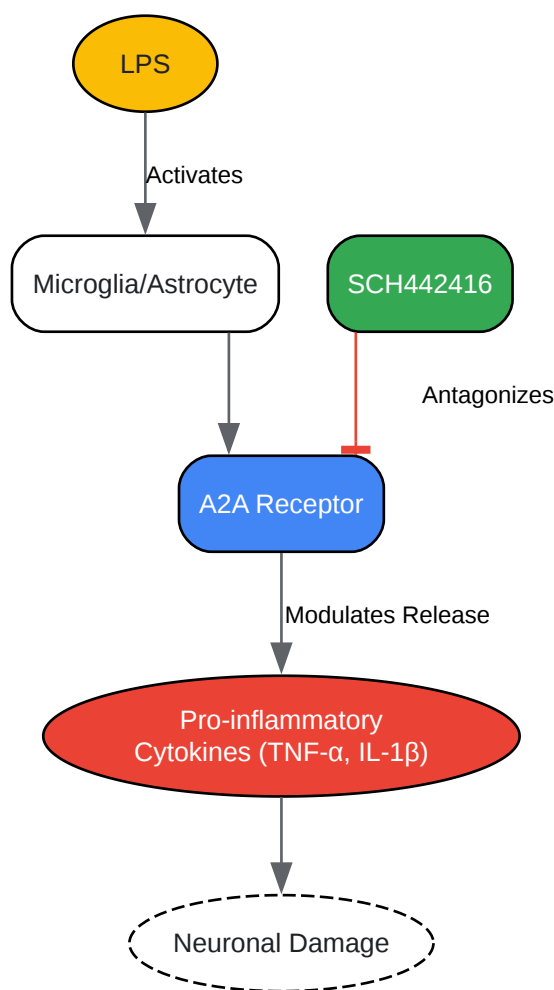 LPS
Activates
Microglia/Astrocyte
SCH442416
Antagonizes
A2A Receptor
Modulates Release
Pro-inflammatory
Cytokines (TNF-α, IL-1β)
Neuronal Damage